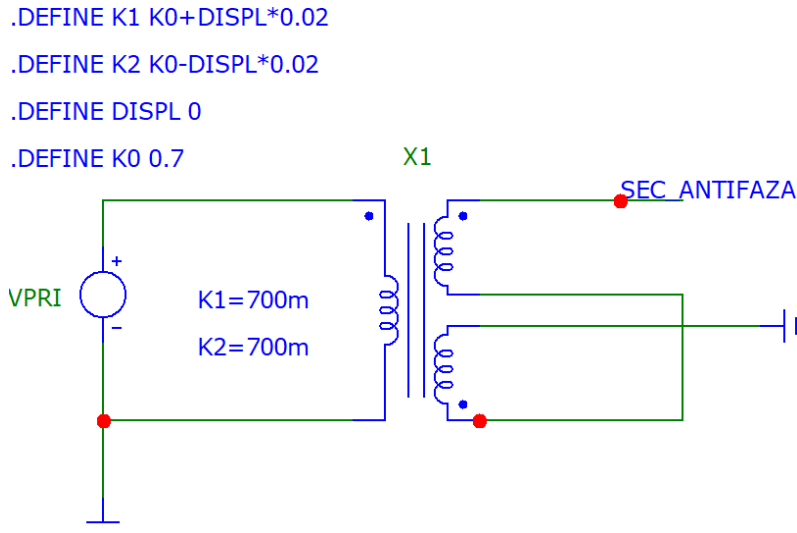 .DEFINE K1 K0+DISPL*0.02
.DEFINE K2 K0-DISPL*0.02
.DEFINE DISPL 0
.DEFINE K0 0.7
X1
SEC_ANTIFAZA
+
VPRI
K1=700m
−
K2=700m